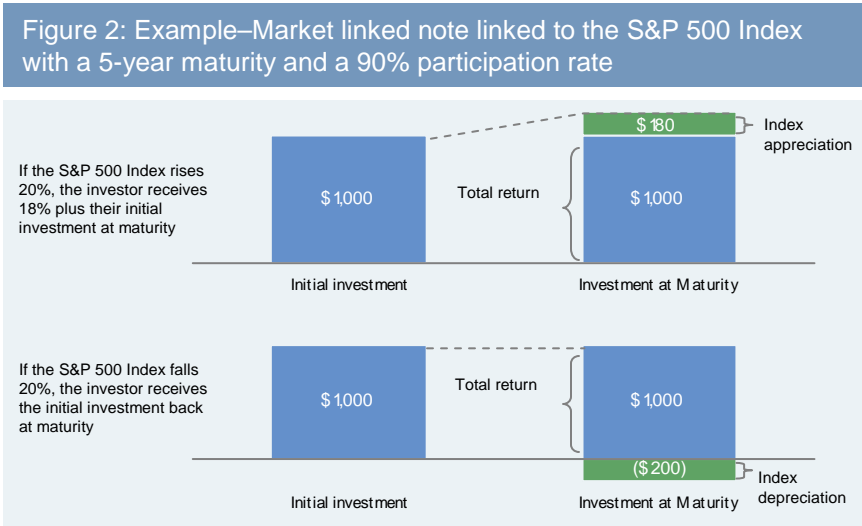 Figure 2: Example–Market linked note linked to the S&P 500 Index
with a 5-year maturity and a 90% participation rate
If the S&P 500 Index rises
20%, the investor receives
18% plus their initial
investment at maturity
$1,000
Total return
$180
$1,000
Index
appreciation
Initial investment
Investment at Maturity
If the S&P 500 Index falls
20%, the investor receives
the initial investment back
at maturity
$1,000
Total return
$1,000
($200)
Index
depreciation
Initial investment
Investment at Maturity